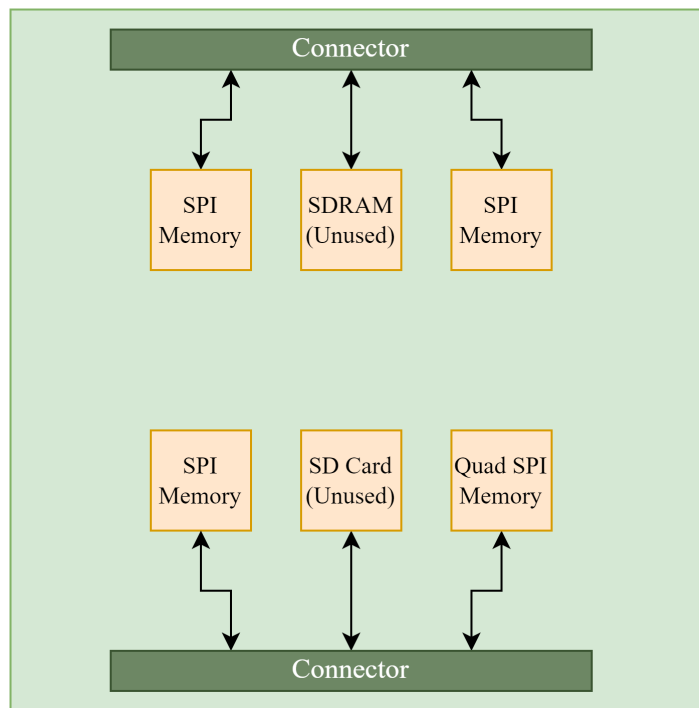 Connector
SPI
Memory
SDRAM
(Unused)
SPI
Memory
SPI
Memory
SD Card
(Unused)
Quad SPI
Memory
Connector